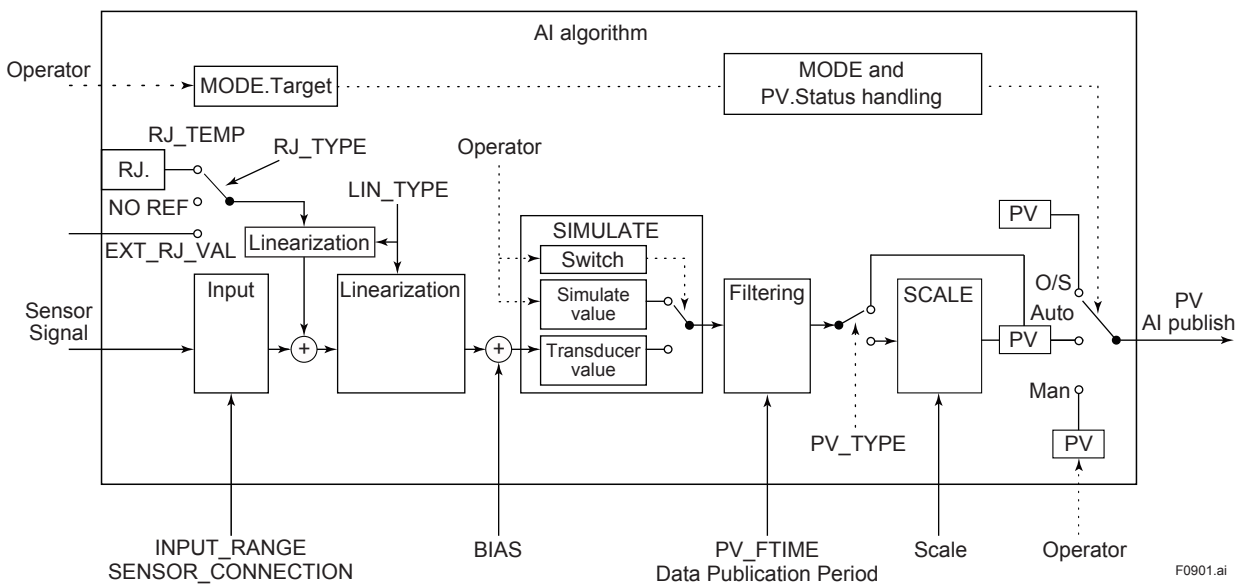 AI algorithm
Operator
MODE.Target
MODE and
PV.Status handling
RJ_TEMP
RJ_TYPE
RJ.
NO REF
EXT_RJ_VAL
LIN_TYPE
Linearization
Operator
SIMULATE
Switch
Simulate
value
Transducer
value
Sensor
Signal
Input
+
Linearization
+
Filtering
PV_TYPE
SCALE
PV
O/S
Auto
PV
Man
PV
PV
AI publish
INPUT_RANGE
SENSOR_CONNECTION
BIAS
PV_FTIME
Data Publication Period
Scale
Operator
F0901.ai